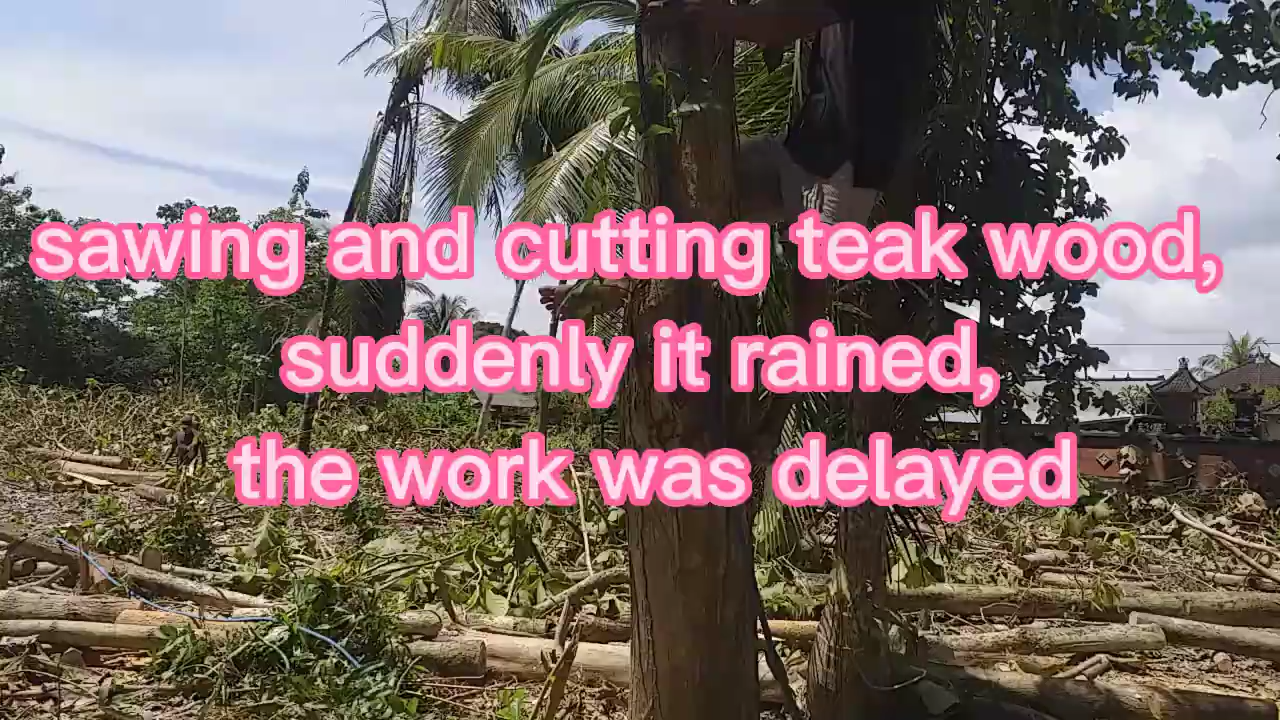 sawing and cutting teak wood,
suddenly it rained,
the work was delayed